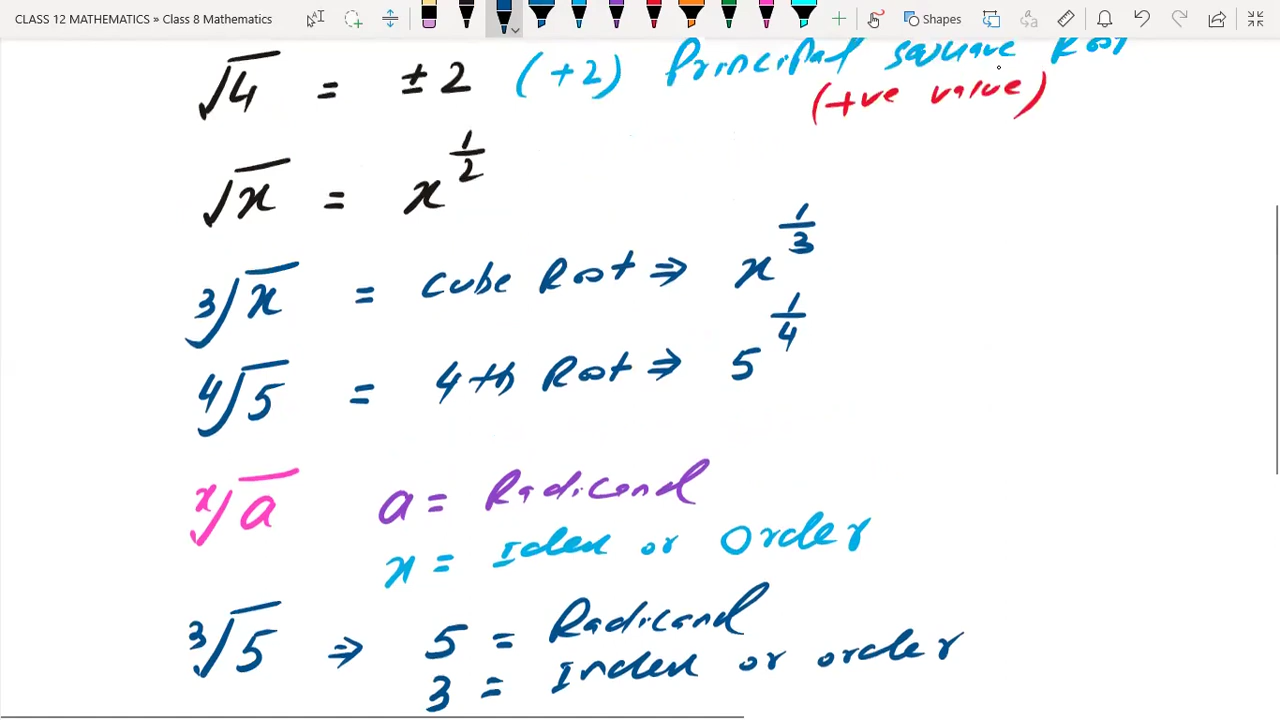 CLASS 12 MATHEMATICS » Class 8 Mathematics Shapes
√4 = ±2 (+2) Principal square Root
(+ve value)
√x = x^(1/2)
³√x = Cube Root ⇒ x^(1/3)
⁴√5 = 4th Root ⇒ 5^(1/4)
ˣ√a a = Radicand
x = Idex or Order
³√5 ⇒ 5 = Radicand
3 = Index or order